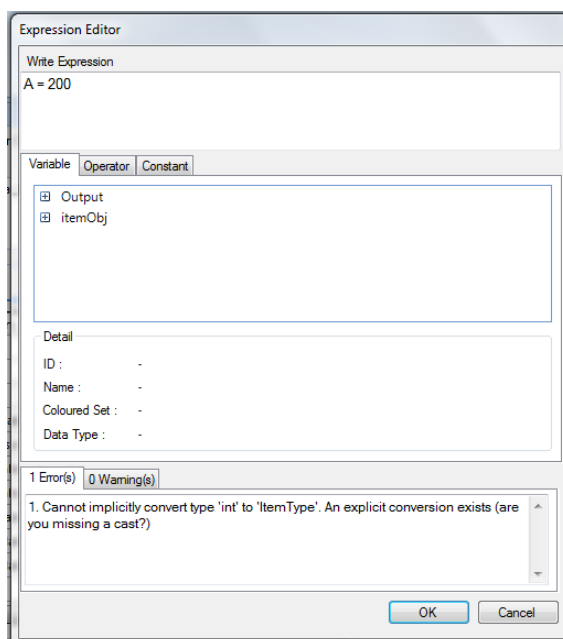 Expression Editor
Write Expression
A = 200
Variable Operator Constant
Output
itemObj
Detail
ID : -
Name : -
Coloured Set : -
Data Type : -
1 Error(s) 0 Warning(s)
1. Cannot implicitly convert type 'int' to 'ItemType'. An explicit conversion exists (are
you missing a cast?)
OK Cancel